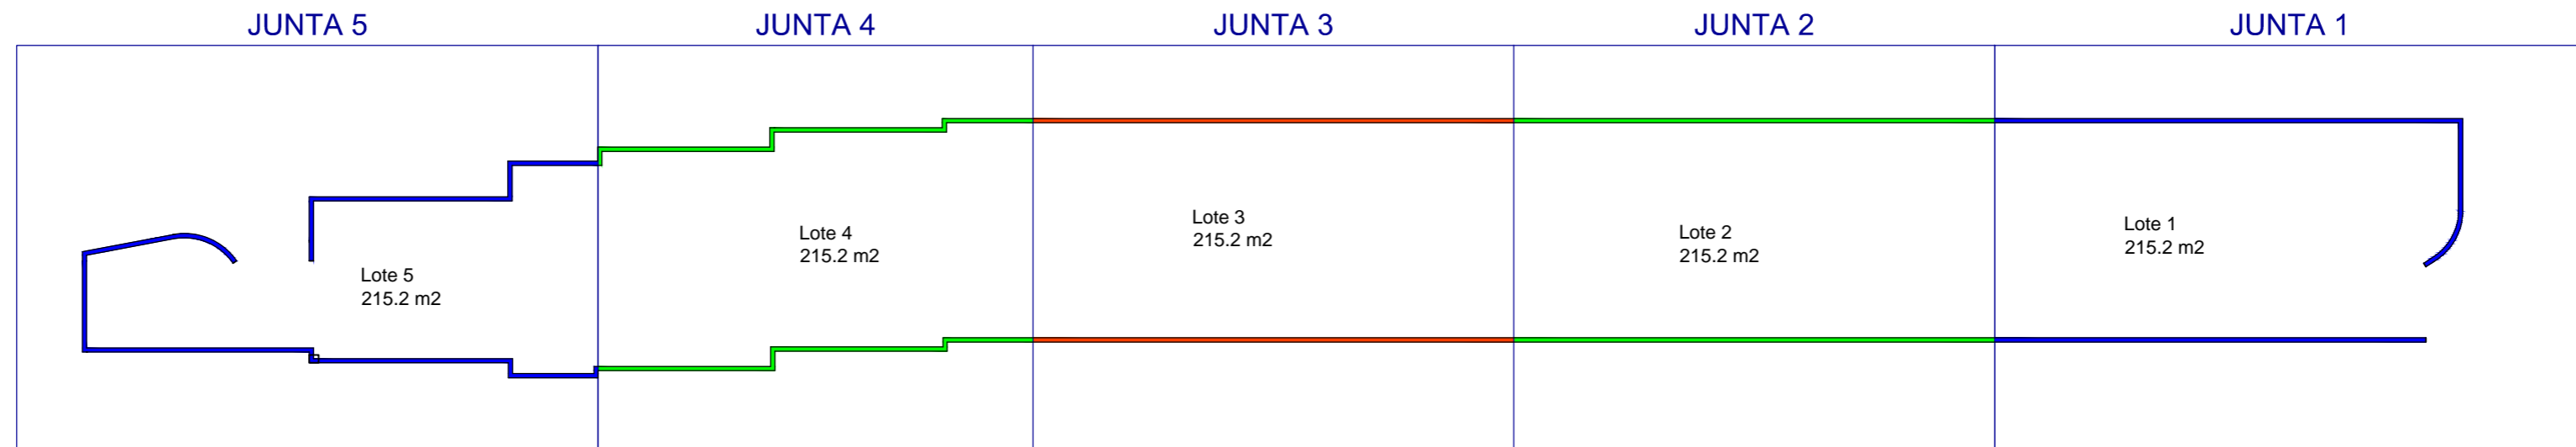 JUNTA 5
JUNTA 4
JUNTA 3
JUNTA 2
JUNTA 1
Lote 5
215.2 m2
Lote 4
215.2 m2
Lote 3
215.2 m2
Lote 2
215.2 m2
Lote 1
215.2 m2